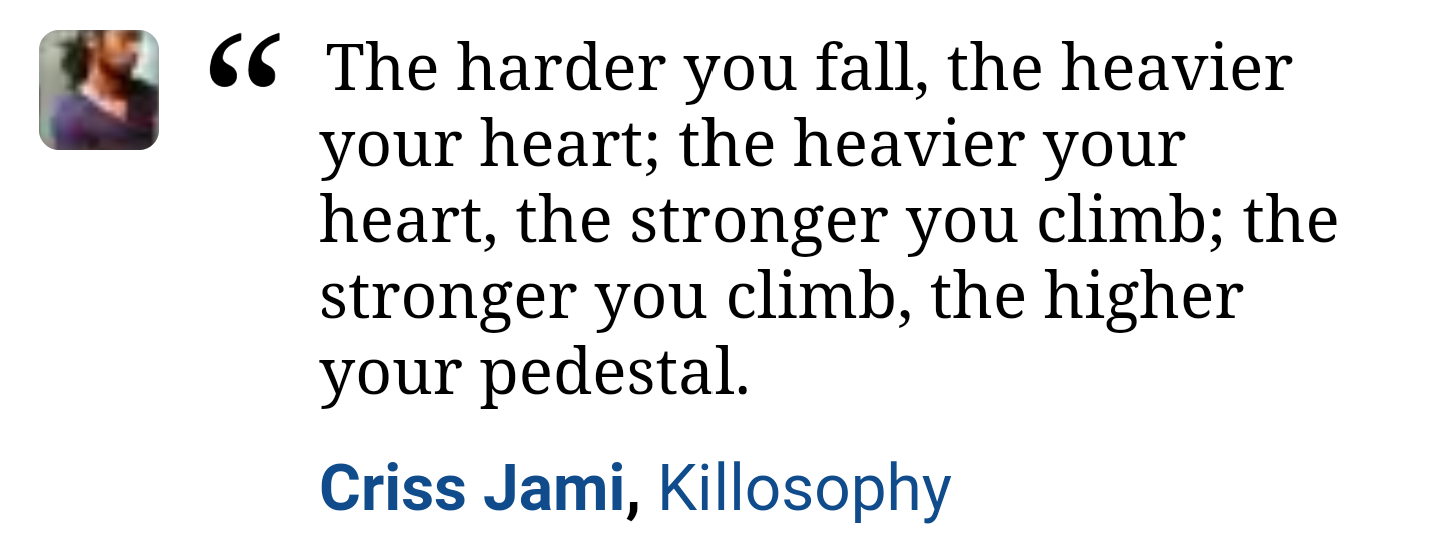 “ The harder you fall, the heavier
your heart; the heavier your
heart, the stronger you climb; the
stronger you climb, the higher
your pedestal.
Criss Jami, Killosophy